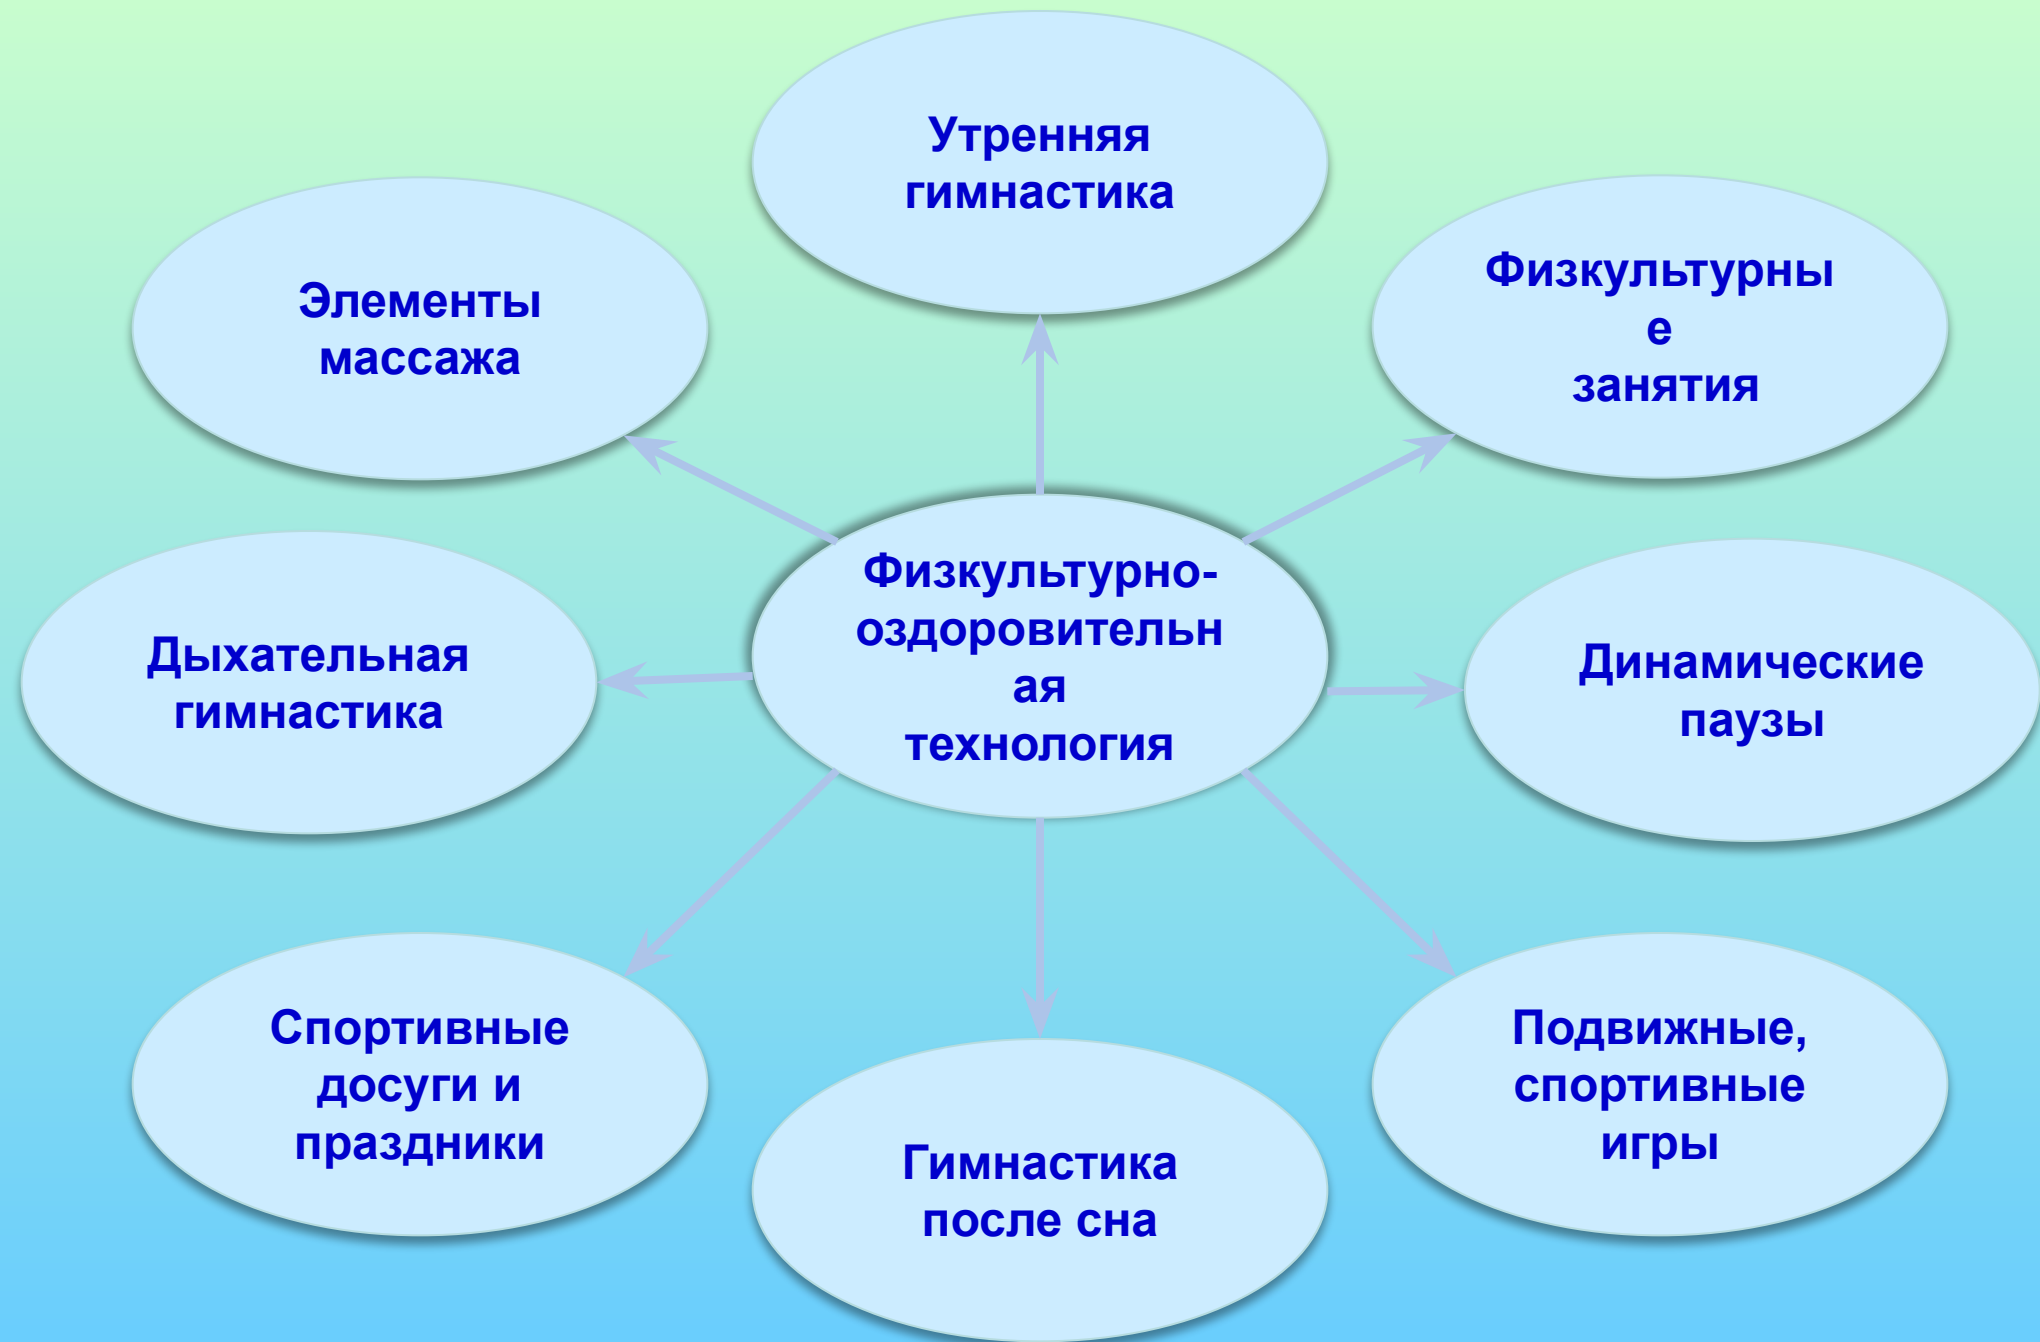 Утренняя
гимнастика
Элементы
массажа
Физкультурны
е
занятия
Физкультурно-
оздоровительн
ая
технология
Дыхательная
гимнастика
Динамические
паузы
Спортивные
досуги и
праздники
Гимнастика
после сна
Подвижные,
спортивные
игры